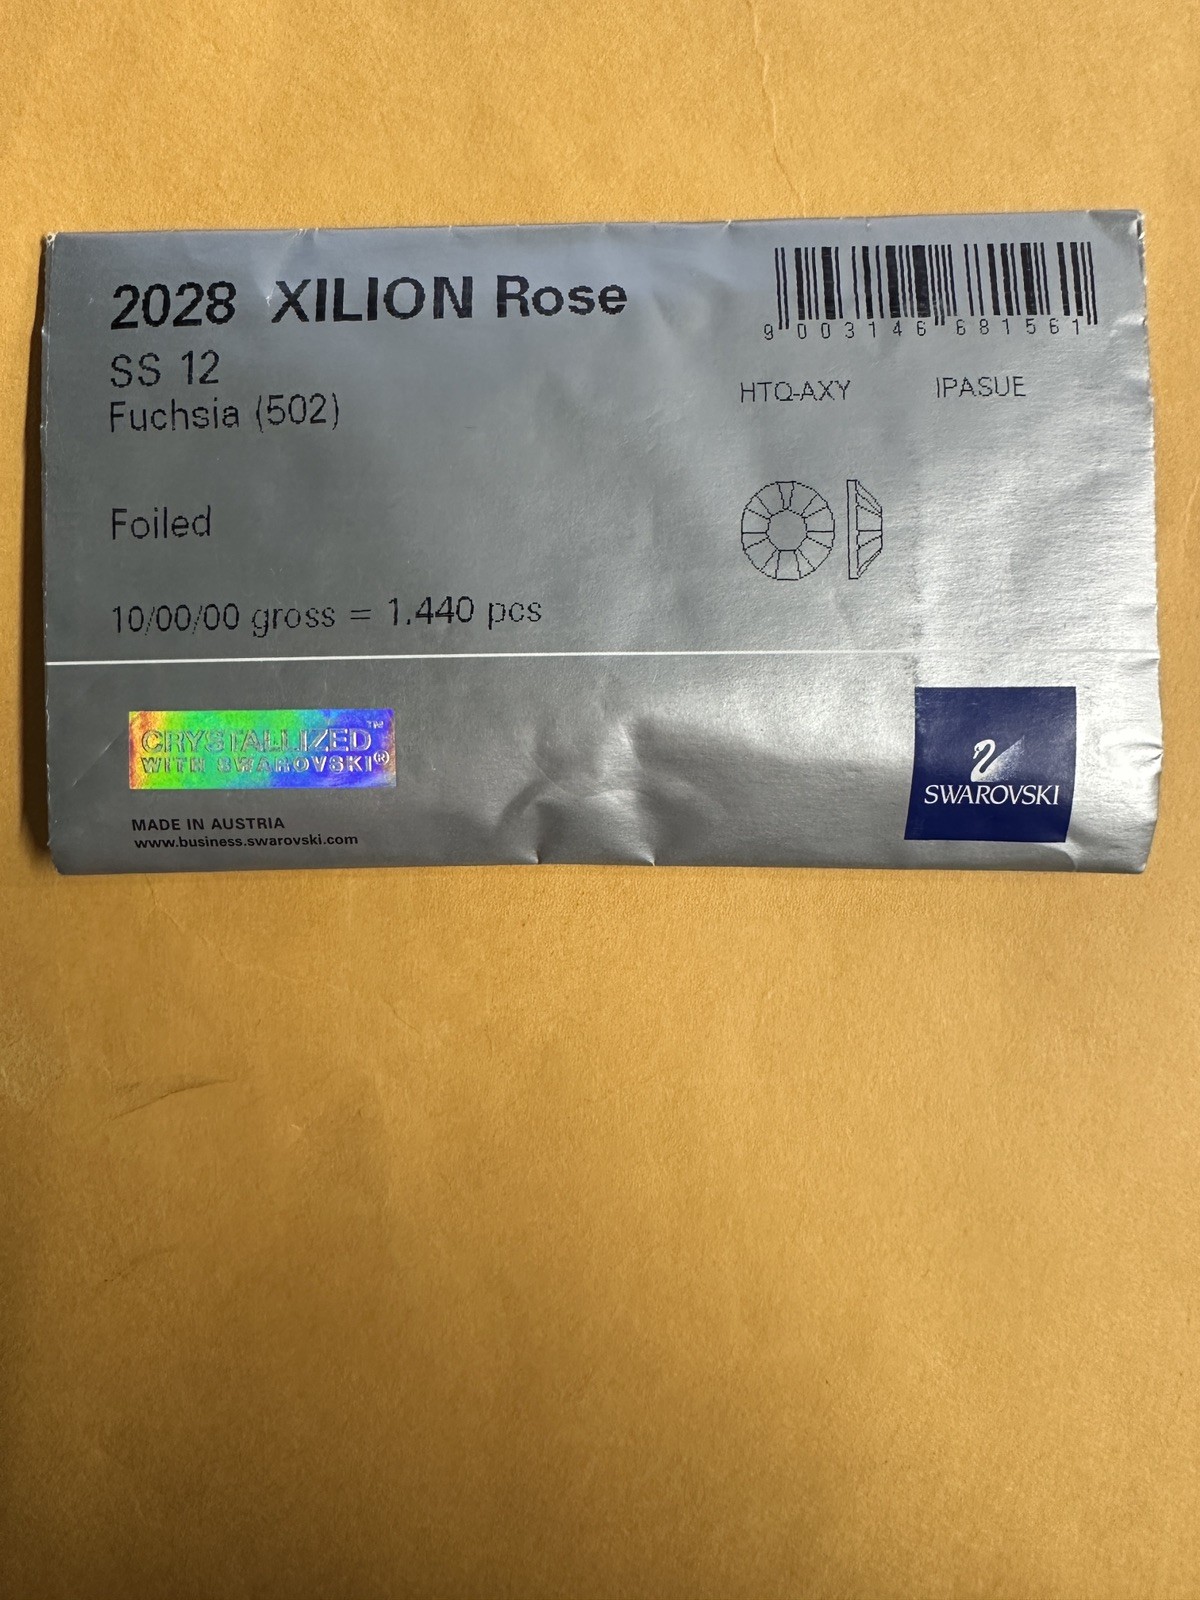 2028 XILION Rose
SS 12
Fuchsia (502)
Foiled
10/00/00 gross = 1.440 pcs
9 003146 681561
HTQ-AXY IPASUE
CRYSTALLIZED™
WITH SWAROVSKI®
MADE IN AUSTRIA
www.business.swarovski.com
SWAROVSKI